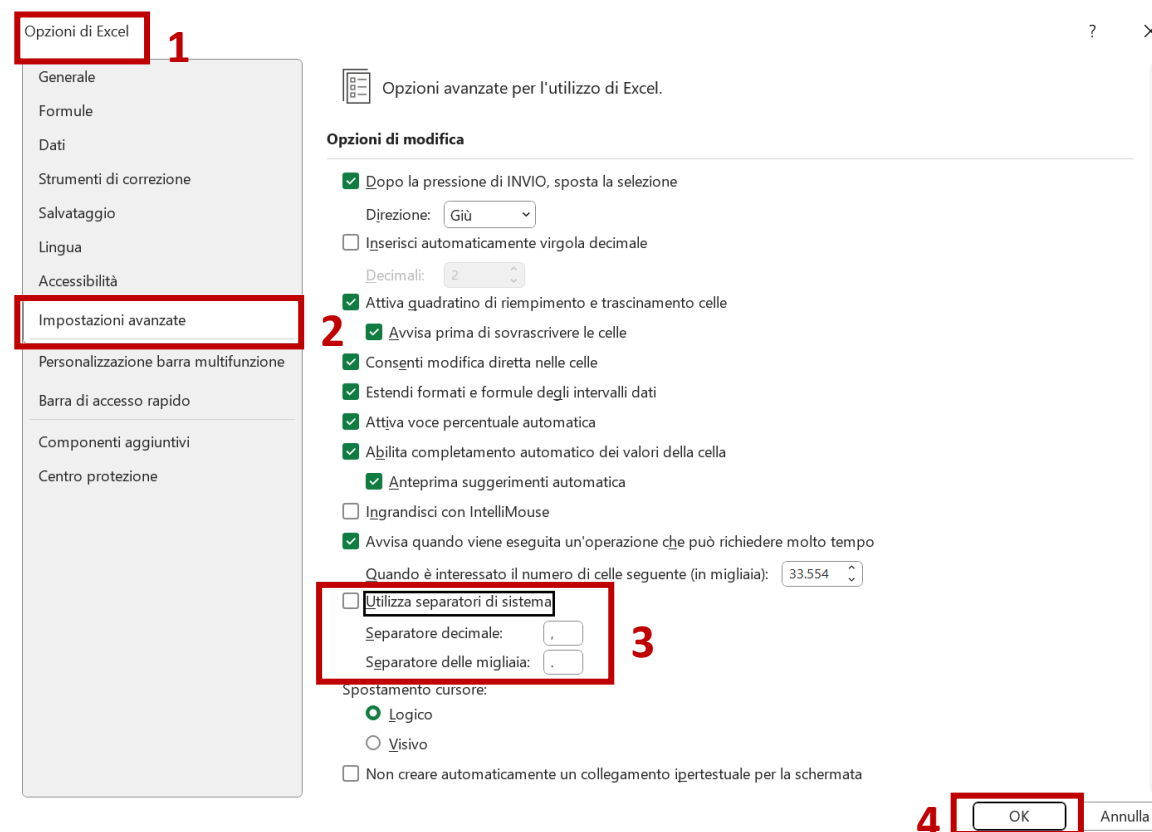 Opzioni di Excel
1
?
Generale
Formule
Dati
Strumenti di correzione
Salvataggio
Lingua
Accessibilità
Impostazioni avanzate
2
Personalizzazione barra multifunzione
Barra di accesso rapido
Componenti aggiuntivi
Centro protezione
Opzioni avanzate per l'utilizzo di Excel.
Opzioni di modifica
Dopo la pressione di INVIO, sposta la selezione
Direzione: Giù
Inserisci automaticamente virgola decimale
Decimali: 2
Attiva quadratino di riempimento e trascinamento celle
Avvisa prima di sovrascrivere le celle
Consenti modifica diretta nelle celle
Estendi formati e formule degli intervalli dati
Attiva voce percentuale automatica
Abilita completamento automatico dei valori della cella
Anteprima suggerimenti automatica
Ingrandisci con IntelliMouse
Avvisa quando viene eseguita un'operazione che può richiedere molto tempo
Quando è interessato il numero di celle seguente (in migliaia): 33.554
Utilizza separatori di sistema
Separatore decimale: ,
3
Separatore delle migliaia: .
Spostamento cursore:
Logico
Visivo
Non creare automaticamente un collegamento ipertestuale per la schermata
4
OK
Annulla